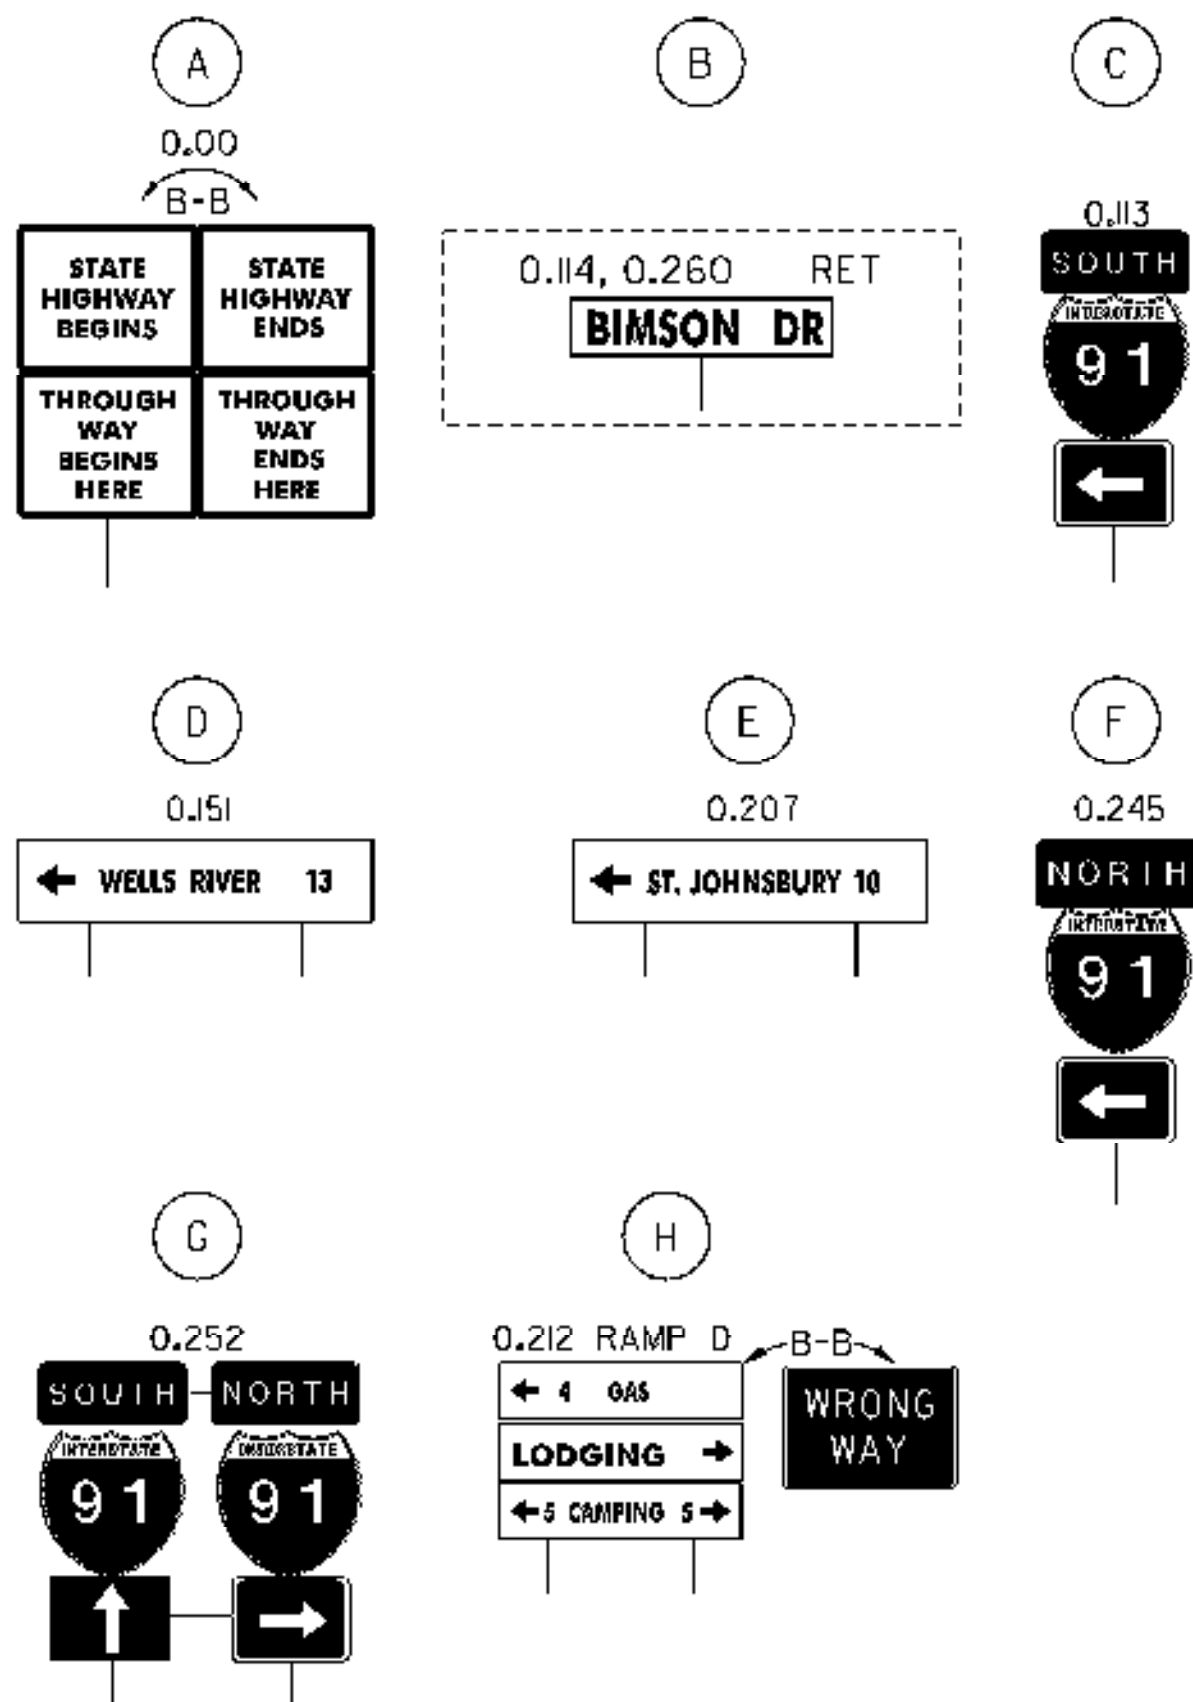 A
B
C
0.00
B-B
STATE HIGHWAY BEGINS
STATE HIGHWAY ENDS
THROUGH WAY BEGINS HERE
THROUGH WAY ENDS HERE
0.114, 0.260 RET
BIMSON DR
0.113
SOUTH
INTERSTATE
91
D
E
F
0.151
WELLS RIVER 13
0.207
ST. JOHNSBURY 10
0.245
NORTH
INTERSTATE
91
G
H
0.252
SOUTH NORTH
INTERSTATE INTERSTATE
91 91
0.212 RAMP D
B-B
4 GAS
LODGING
5 CAMPING 5
WRONG
WAY